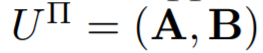 U^Π = (𝐀, 𝐁)